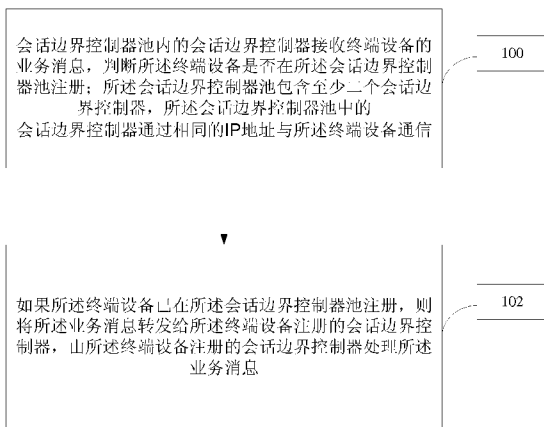 会话边界控制器池内的会话边界控制器接收终端设备的
业务消息，判断所述终端设备是否在所述会话边界控制
器池注册；所述会话边界控制器池包含至少二个会话边
界控制器，所述会话边界控制器池中的
会话边界控制器通过相同的IP地址与所述终端设备通信
100
如果所述终端设备已在所述会话边界控制器池注册，则
将所述业务消息转发给所述终端设备注册的会话边界控
制器，由所述终端设备注册的会话边界控制器处理所述
业务消息
102